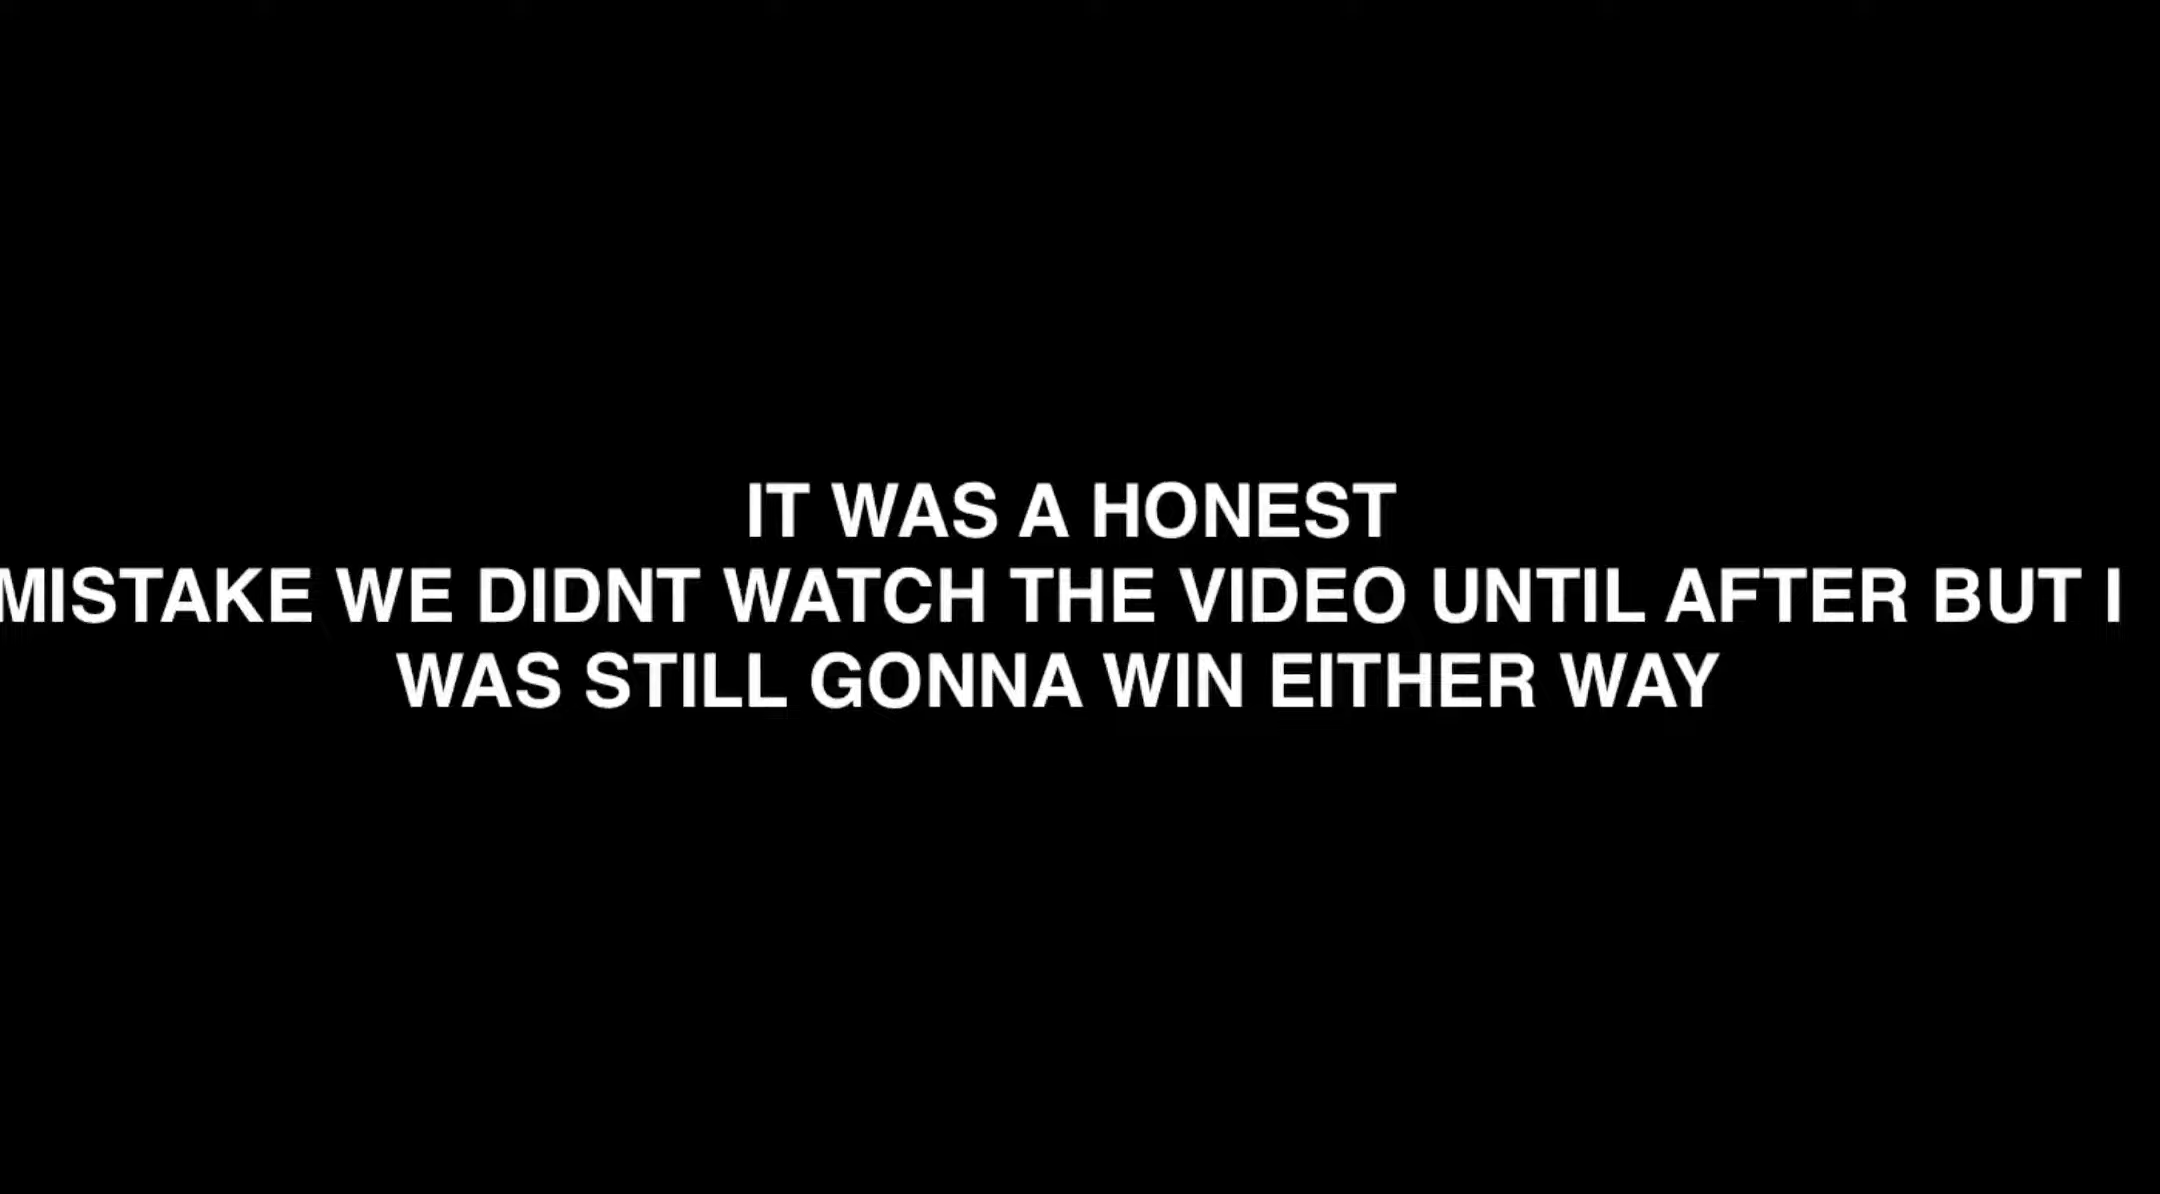 IT WAS A HONEST
MISTAKE WE DIDNT WATCH THE VIDEO UNTIL AFTER BUT I
WAS STILL GONNA WIN EITHER WAY